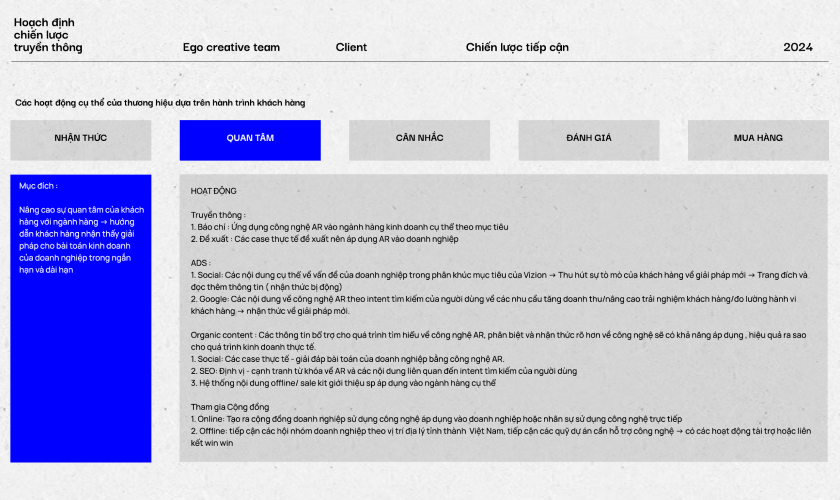 Hoạch định
chiến lược
truyền thông
Ego creative team
Client
Chiến lược tiếp cận
2024
Các hoạt động cụ thể của thương hiệu dựa trên hành trình khách hàng
NHẬN THỨC
QUAN TÂM
CÂN NHẮC
ĐÁNH GIÁ
MUA HÀNG
Mục đích :
Nâng cao sự quan tâm của khách
hàng với ngành hàng → hướng
dẫn khách hàng nhận thấy giải
pháp cho bài toán kinh doanh
của doanh nghiệp trong ngắn
hạn và dài hạn
HOẠT ĐỘNG
Truyền thông :
1. Báo chí : Ứng dụng công nghệ AR vào ngành hàng kinh doanh cụ thể theo mục tiêu
2. Đề xuất : Các case thực tế đề xuất nên áp dụng AR vào doanh nghiệp
ADS :
1. Social: Các nội dung cụ thể về vấn đề của doanh nghiệp trong phân khúc mục tiêu của Vizion → Thu hút sự tò mò của khách hàng về giải pháp mới → Trang đích và
đọc thêm thông tin ( nhận thức bị động)
2. Google: Các nội dung về công nghệ AR theo intent tìm kiếm của người dùng về các nhu cầu tăng doanh thu/nâng cao trải nghiệm khách hàng/đo lường hành vi
khách hàng → nhận thức về giải pháp mới.
Organic content : Các thông tin bổ trợ cho quá trình tìm hiểu về công nghệ AR, phân biệt và nhận thức rõ hơn về công nghệ sẽ có khả năng áp dụng , hiệu quả ra sao
cho quá trình kinh doanh thực tế.
1. Social: Các case thực tế - giải đáp bài toán của doanh nghiệp bằng công nghệ AR.
2. SEO: Định vị - cạnh tranh từ khóa về AR và các nội dung liên quan đến intent tìm kiếm của người dùng
3. Hệ thống nội dung offline/ sale kit giới thiệu sp áp dụng vào ngành hàng cụ thể
Tham gia Cộng đồng
1. Online: Tạo ra cộng đồng doanh nghiệp sử dụng công nghệ áp dụng vào doanh nghiệp hoặc nhân sự sử dụng công nghệ trực tiếp
2. Offline: tiếp cận các hội nhóm doanh nghiệp theo vị trí địa lý tỉnh thành Việt Nam, tiếp cận các quỹ dự án cần hỗ trợ công nghệ → có các hoạt động tài trợ hoặc liên
kết win win